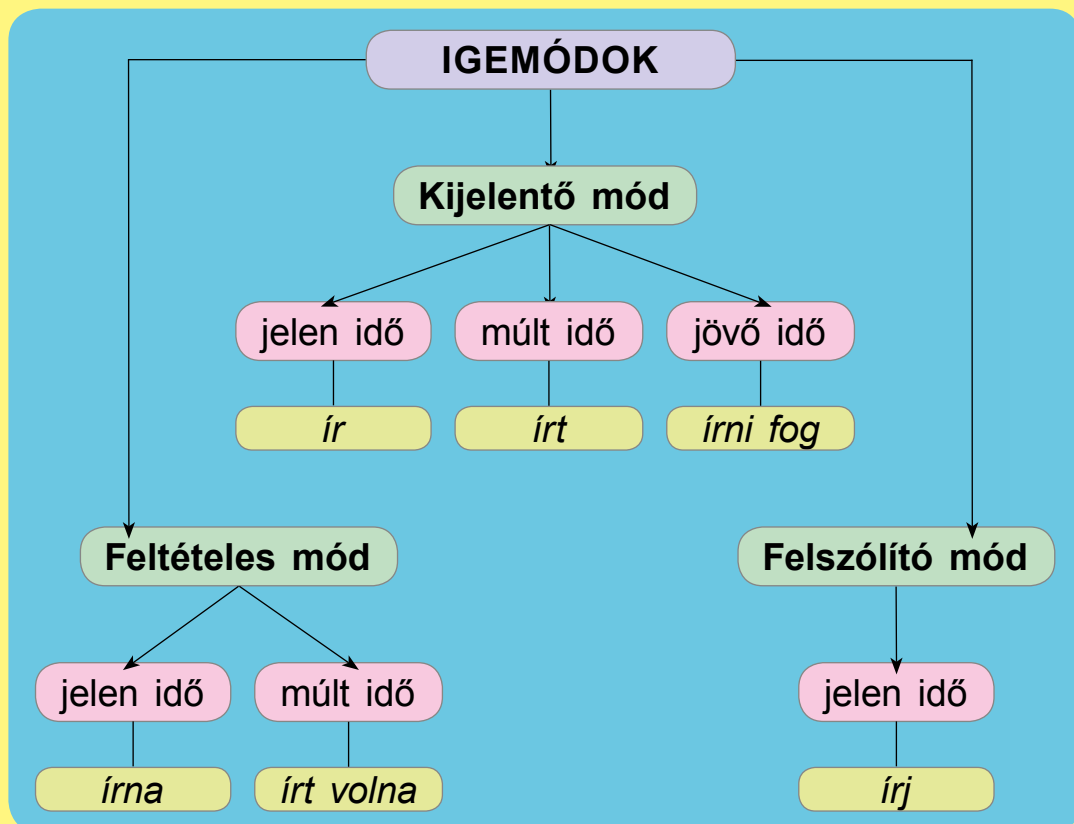 IGEMÓDOK
Kijelentő mód
jelen idő
múlt idő
jövő idő
ír
írt
írni fog
Feltételes mód
Felszólító mód
jelen idő
múlt idő
jelen idő
írna
írt volna
írj